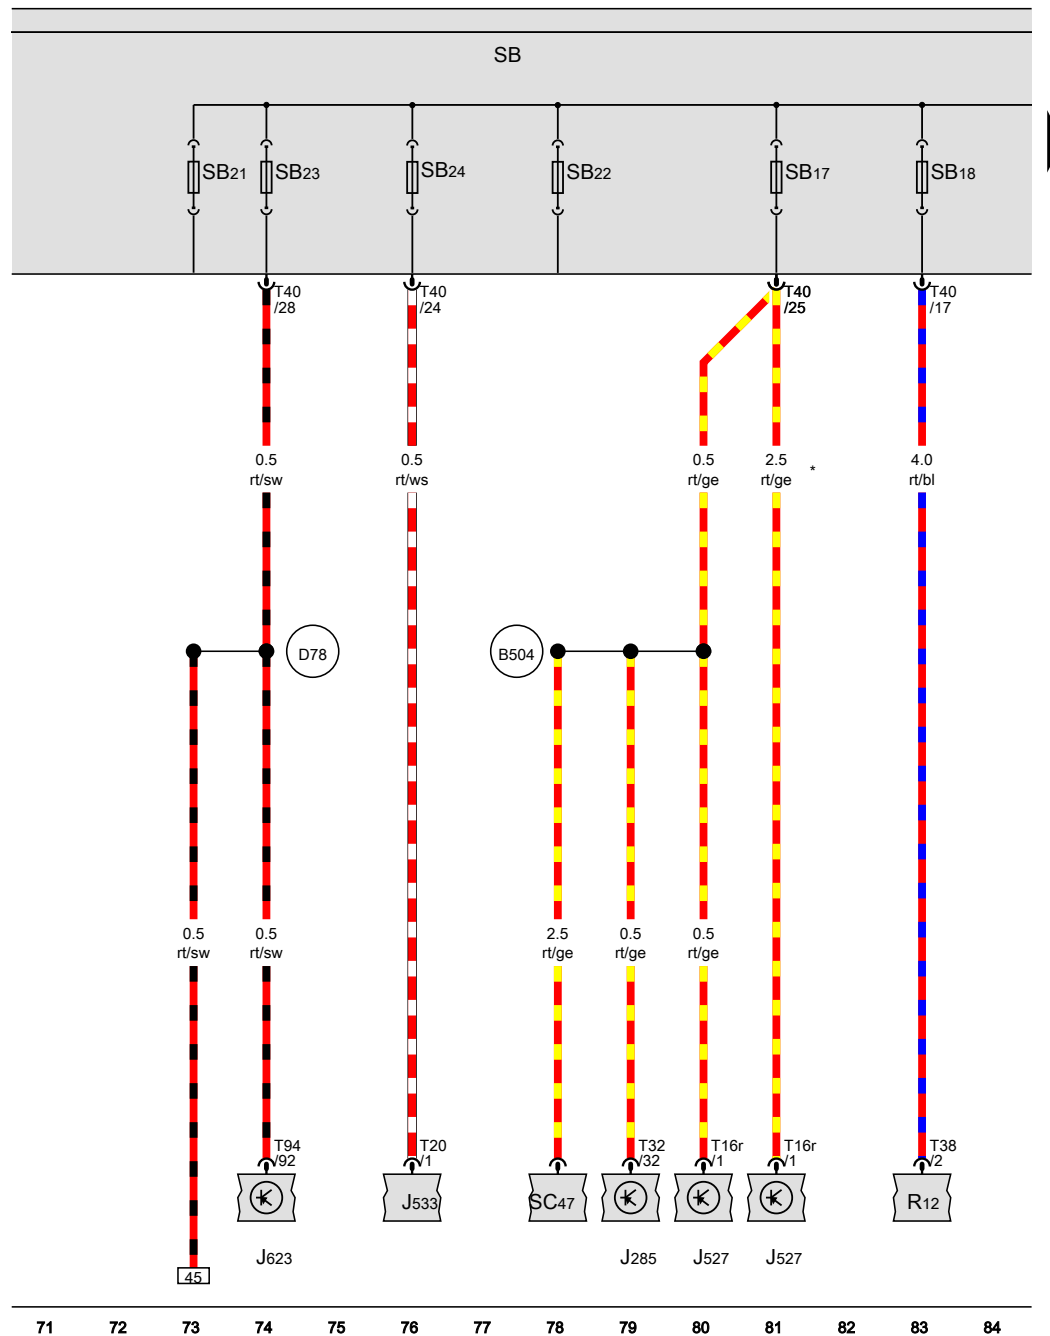 SB
SB21 SB23 SB24 SB22 SB17 SB18
T40 T40 T40 T40
/28 /24 /25 /17
0.5 0.5 0.5 2.5 4.0
rt/sw rt/ws rt/ge rt/ge * rt/bl
D78 B504
0.5 0.5 2.5 0.5 0.5
rt/sw rt/sw rt/ge rt/ge rt/ge
T94 T20 T32 T16r T16r T38
/92 /1 /32 /1 /1 /2
J533 SC47 R12
J623 J285 J527 J527
45
71 72 73 74 75 76 77 78 79 80 81 82 83 84